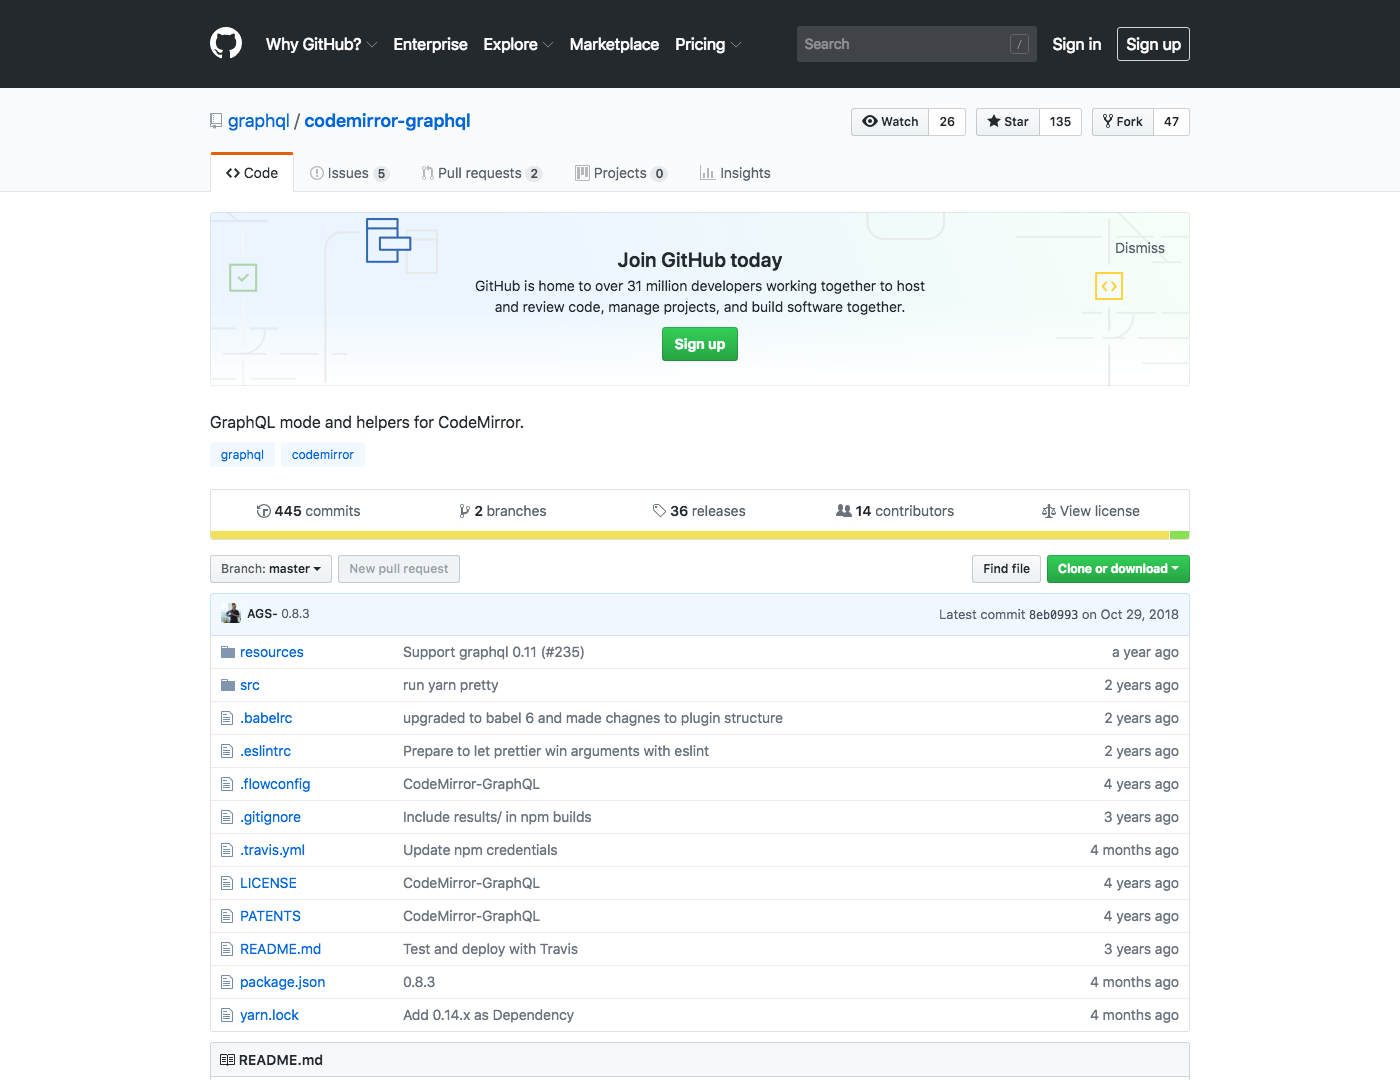 Why GitHub? Enterprise Explore Marketplace Pricing Search / Sign in Sign up
graphql / codemirror-graphql Watch 26 Star 135 Fork 47
Code Issues 5 Pull requests 2 Projects 0 Insights
Dismiss
Join GitHub today
GitHub is home to over 31 million developers working together to host
and review code, manage projects, and build software together.
Sign up
GraphQL mode and helpers for CodeMirror.
graphql codemirror
445 commits 2 branches 36 releases 14 contributors View license
Branch: master New pull request Find file Clone or download
AGS- 0.8.3 Latest commit 8eb0993 on Oct 29, 2018
resources Support graphql 0.11 (#235) a year ago
src run yarn pretty 2 years ago
.babelrc upgraded to babel 6 and made chagnes to plugin structure 2 years ago
.eslintrc Prepare to let prettier win arguments with eslint 2 years ago
.flowconfig CodeMirror-GraphQL 4 years ago
.gitignore Include results/ in npm builds 3 years ago
.travis.yml Update npm credentials 4 months ago
LICENSE CodeMirror-GraphQL 4 years ago
PATENTS CodeMirror-GraphQL 4 years ago
README.md Test and deploy with Travis 3 years ago
package.json 0.8.3 4 months ago
yarn.lock Add 0.14.x as Dependency 4 months ago
README.md